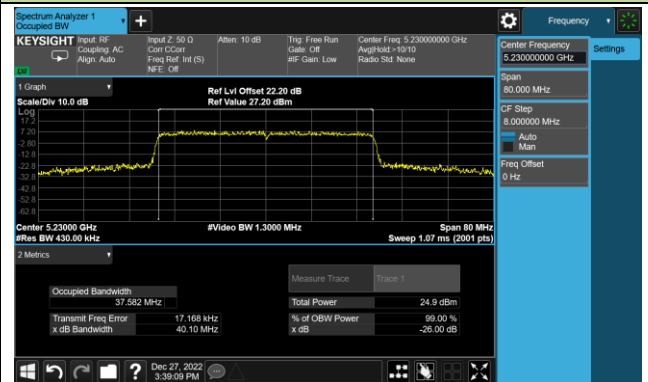 Spectrum Analyzer 1
Occupied BW
Frequency
KEYSIGHT
Input: RF
Coupling: AC
Align: Auto
Input Z: 50 Ω
Corr CCorr
Freq Ref: Int (S)
NFE: Off
Atten: 10 dB
Trig: Free Run
Gate: Off
#IF Gain: Low
Center Freq: 5.230000000 GHz
Avg|Hold:>10/10
Radio Std: None
Center Frequency
5.230000000 GHz
Settings
Span
80.000 MHz
CF Step
8.000000 MHz
Auto
Man
Freq Offset
0 Hz
1 Graph
Scale/Div 10.0 dB
Ref Lvl Offset 22.20 dB
Ref Value 27.20 dBm
Log
17.2
7.20
-2.80
-12.8
-22.8
-32.8
-42.8
-52.8
-62.8
Center 5.23000 GHz
#Res BW 430.00 kHz
#Video BW 1.3000 MHz
Span 80 MHz
Sweep 1.07 ms (2001 pts)
2 Metrics
Measure Trace
Trace 1
Occupied Bandwidth
37.582 MHz
Total Power
24.9 dBm
Transmit Freq Error
17.168 kHz
% of OBW Power
99.00 %
x dB Bandwidth
40.10 MHz
x dB
-26.00 dB
Dec 27, 2022
3:39:09 PM